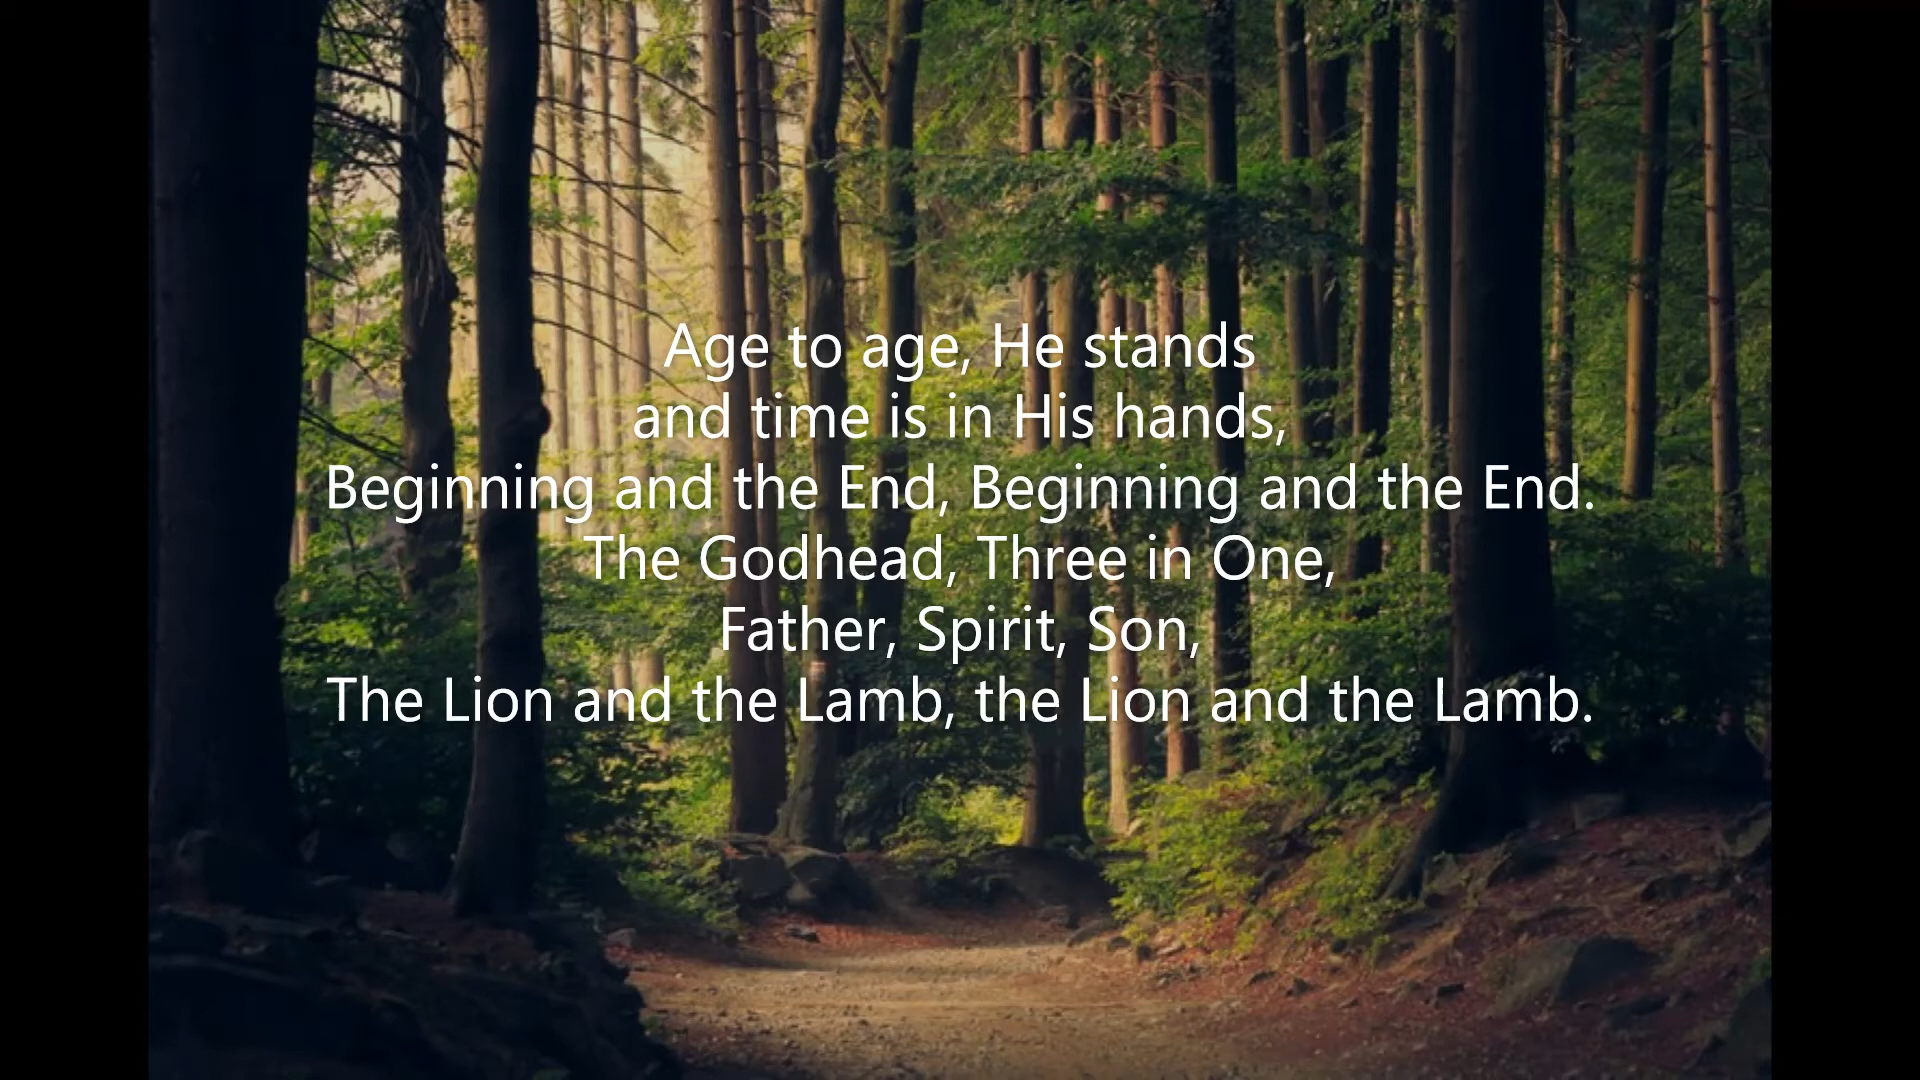 Age to age, He stands
and time is in His hands,
Beginning and the End, Beginning and the End.
The Godhead, Three in One,
Father, Spirit, Son,
The Lion and the Lamb, the Lion and the Lamb.